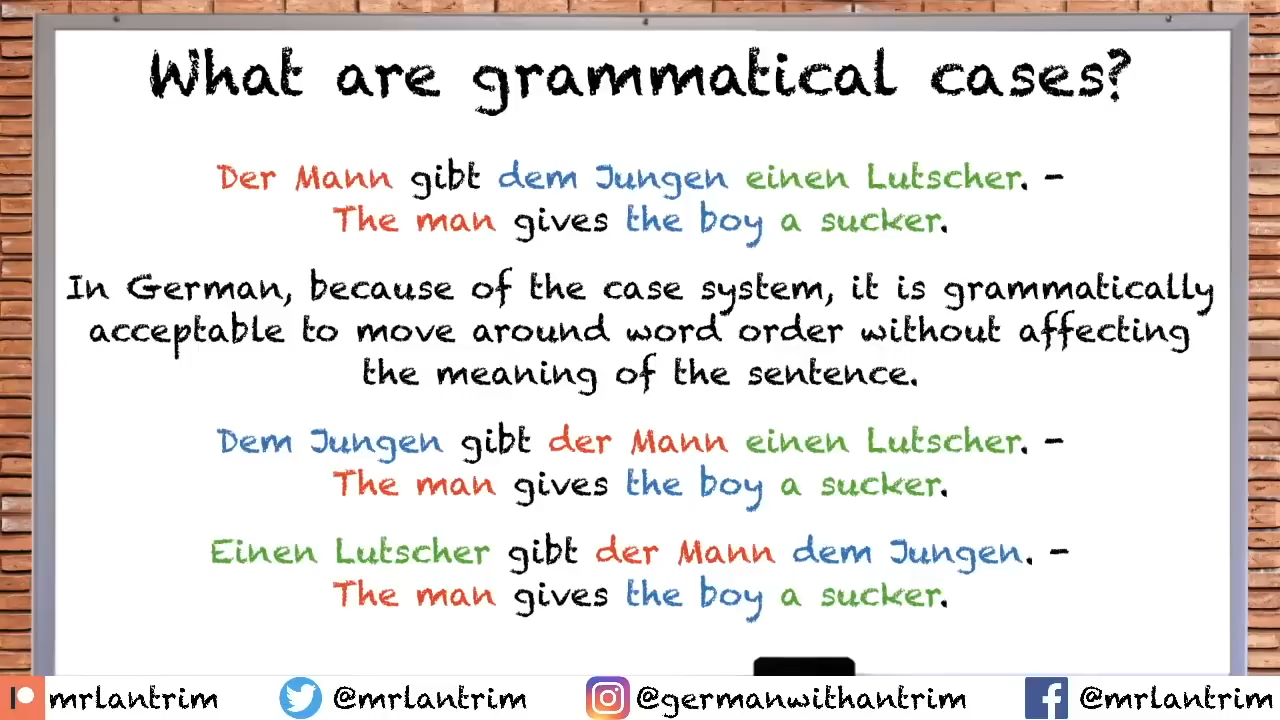 What are grammatical cases?
Der Mann gibt dem Jungen einen Lutscher. -
The man gives the boy a sucker.
In German, because of the case system, it is grammatically
acceptable to move around word order without affecting
the meaning of the sentence.
Dem Jungen gibt der Mann einen Lutscher. -
The man gives the boy a sucker.
Einen Lutscher gibt der Mann dem Jungen. -
The man gives the boy a sucker.
mrlantrim @mrlantrim @germanwithantrim @mrlantrim